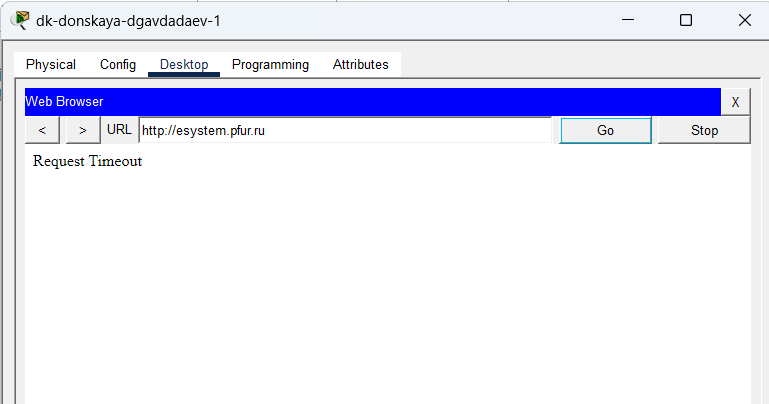 dk-donskaya-dgavdadaev-1
Physical Config Desktop Programming Attributes
Web Browser X
< > URL http://esystem.pfur.ru Go Stop
Request Timeout